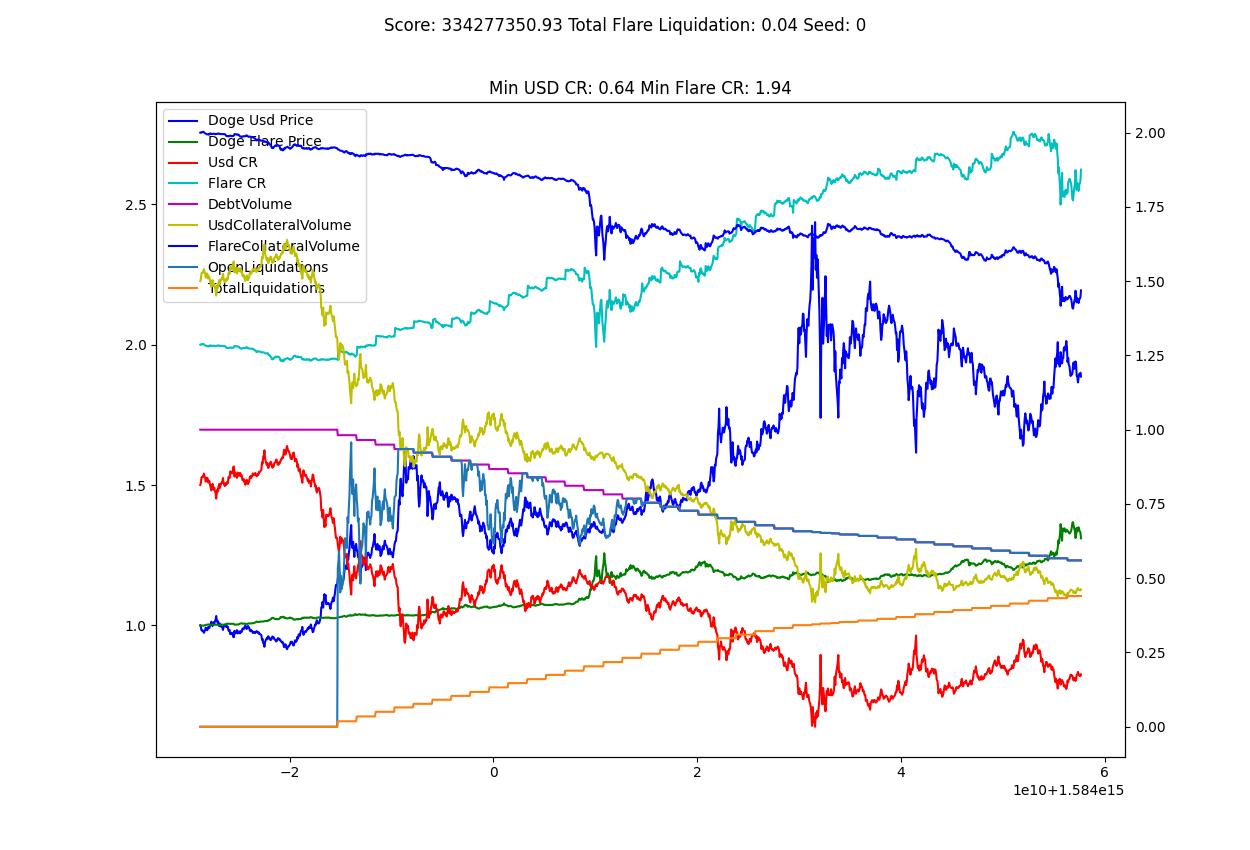 Score: 334277350.93 Total Flare Liquidation: 0.04 Seed: 0
Min USD CR: 0.64 Min Flare CR: 1.94
Doge Usd Price
Doge Flare Price
Usd CR
Flare CR
DebtVolume
UsdCollateralVolume
FlareCollateralVolume
OpenLiquidations
TotalLiquidations
2.5
2.0
1.5
1.0
2.00
1.75
1.50
1.25
1.00
0.75
0.50
0.25
0.00
−2
0
2
4
6
1e10+1.584e15